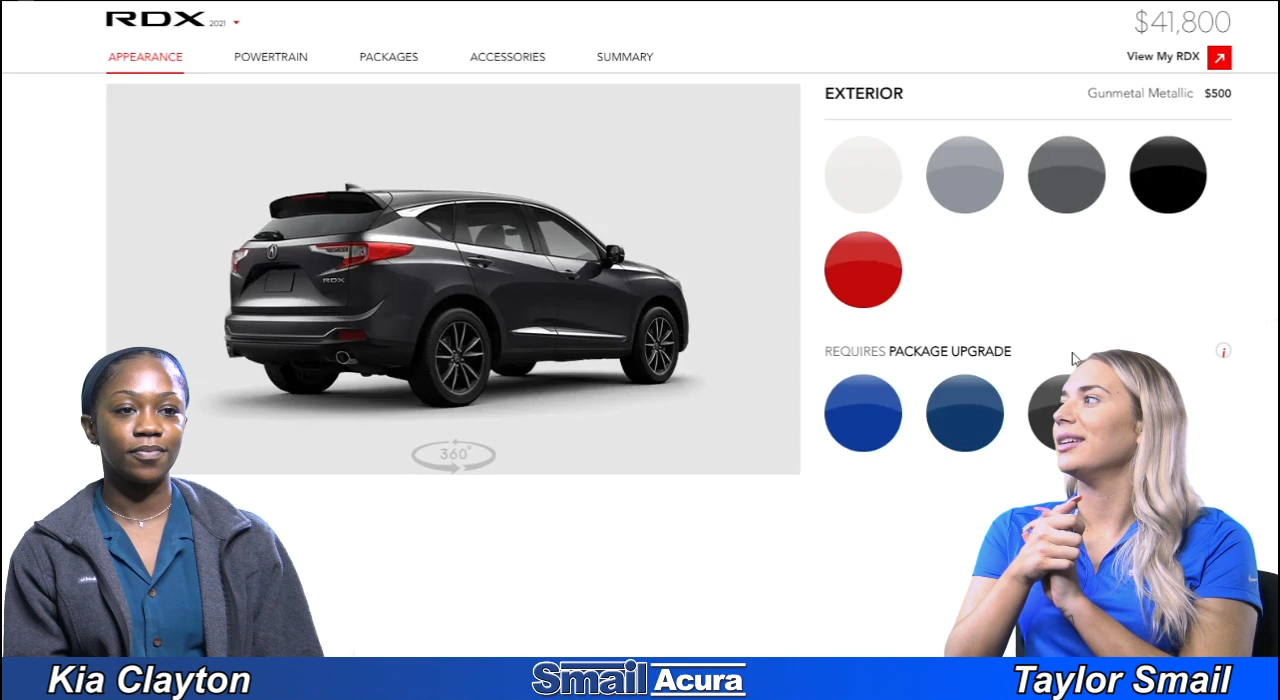 RDX 2021
$41,800
APPEARANCE POWERTRAIN PACKAGES ACCESSORIES SUMMARY
View My RDX
EXTERIOR
Gunmetal Metallic $500
RDX
360°
REQUIRES PACKAGE UPGRADE
i
Kia Clayton
Smail Acura
Taylor Smail